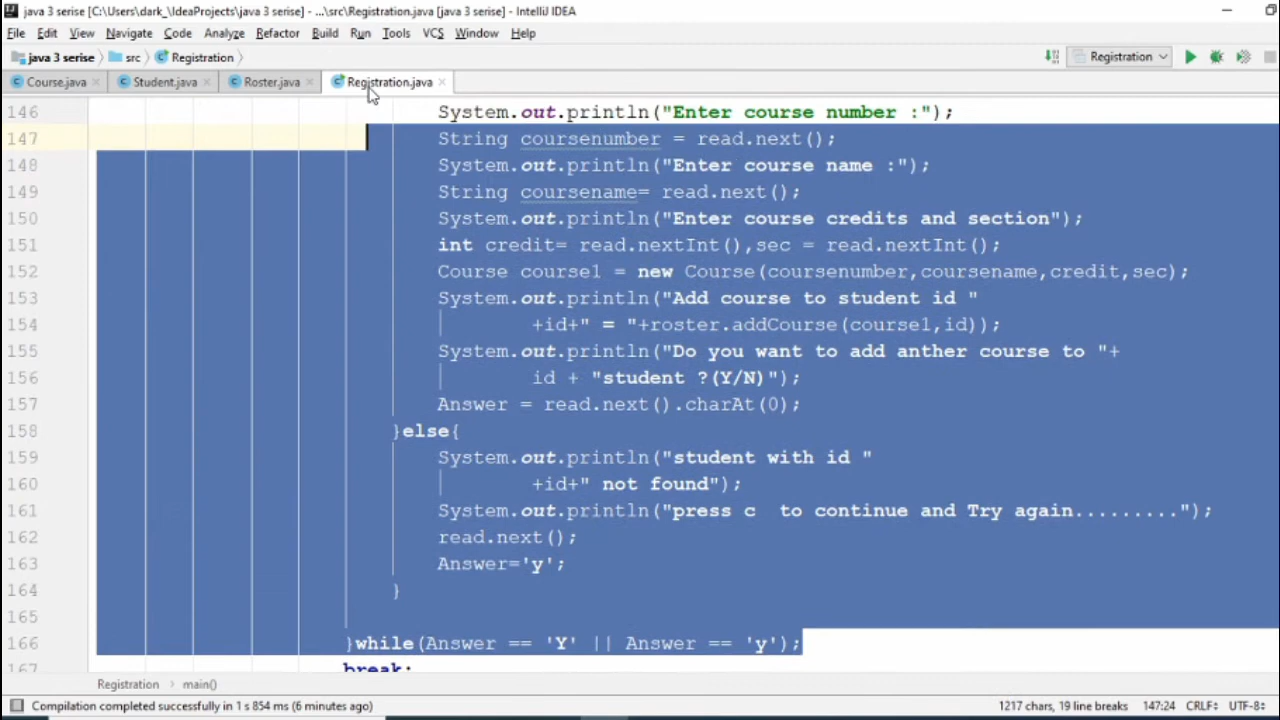 java 3 serise [C:\Users\dark_\IdeaProjects\java 3 serise] - ...\src\Registration.java [java 3 serise] - IntelliJ IDEA
File Edit View Navigate Code Analyze Refactor Build Run Tools VCS Window Help
java 3 serise src Registration Registration
Course.java Student.java Roster.java Registration.java
146 System.out.println("Enter course number :");
147 String coursenumber = read.next();
148 System.out.println("Enter course name :");
149 String coursename= read.next();
150 System.out.println("Enter course credits and section");
151 int credit= read.nextInt(),sec = read.nextInt();
152 Course course1 = new Course(coursenumber,coursename,credit,sec);
153 System.out.println("Add course to student id "
154 +id+" = "+roster.addCourse(course1,id));
155 System.out.println("Do you want to add anther course to "+
156 id + "student ?(Y/N)");
157 Answer = read.next().charAt(0);
158 }else{
159 System.out.println("student with id "
160 +id+" not found");
161 System.out.println("press c  to continue and Try again.........");
162 read.next();
163 Answer='y';
164 }
165
166 }while(Answer == 'Y' || Answer == 'y');
167 break;
Registration main()
Compilation completed successfully in 1 s 854 ms (6 minutes ago) 1217 chars, 19 line breaks 147:24 CRLF UTF-8